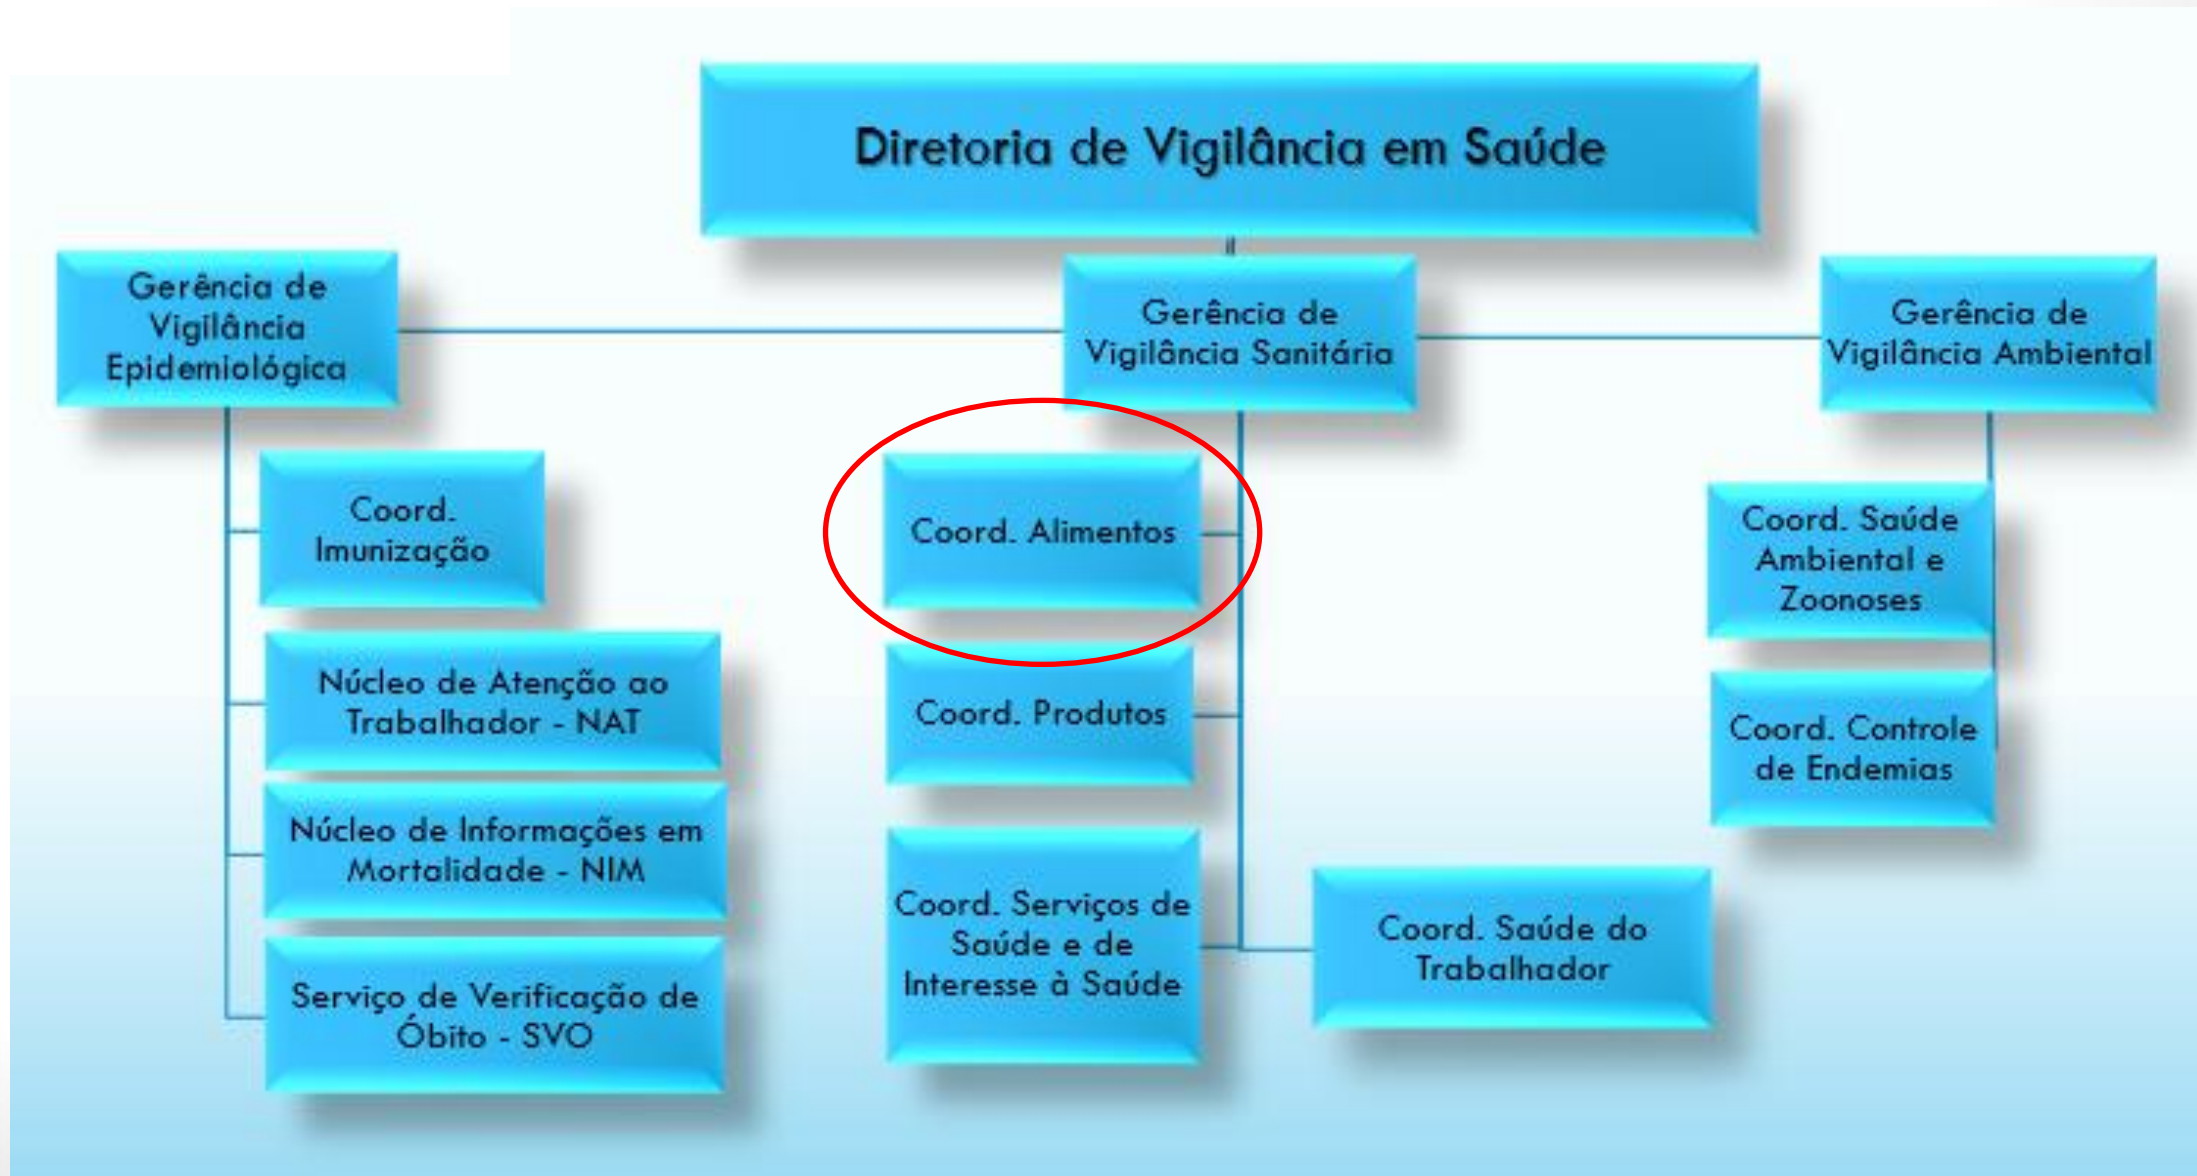 Diretoria de Vigilância em Saúde
Gerência de
Vigilância
Epidemiológica
Gerência de
Vigilância Sanitária
Gerência de
Vigilância Ambiental
Coord.
Imunização
Núcleo de Atenção ao
Trabalhador - NAT
Núcleo de Informações em
Mortalidade - NIM
Serviço de Verificação de
Óbito - SVO
Coord. Alimentos
Coord. Produtos
Coord. Serviços de
Saúde e de
Interesse à Saúde
Coord. Saúde do
Trabalhador
Coord. Saúde
Ambiental e
Zoonoses
Coord. Controle
de Endemias